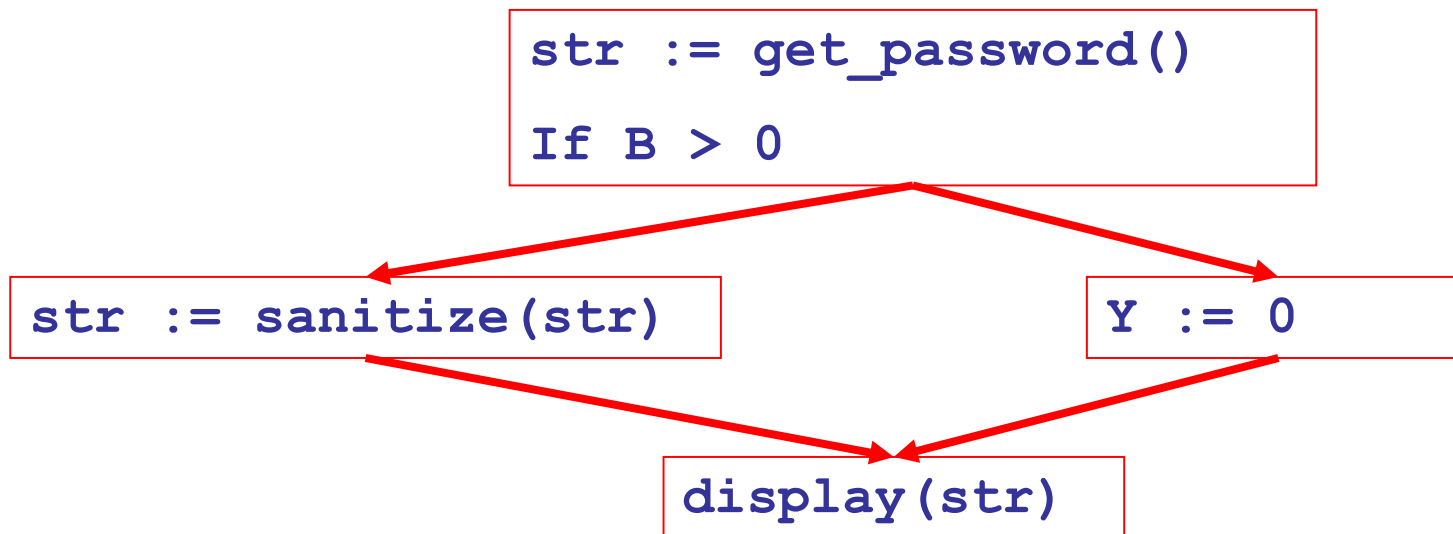 str := get_password()
If B > 0
str := sanitize(str)
Y := 0
display(str)